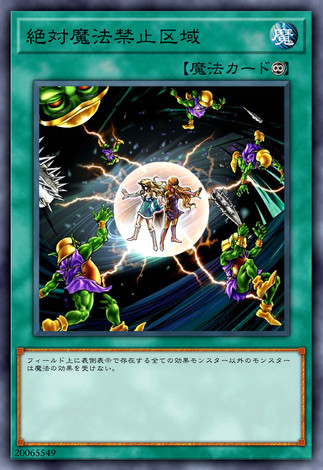 絶対魔法禁止区域
魔
【魔法カード】
フィールド上に表側表示で存在する全ての効果モンスター以外のモンスター
は魔法の効果を受けない。
20065549